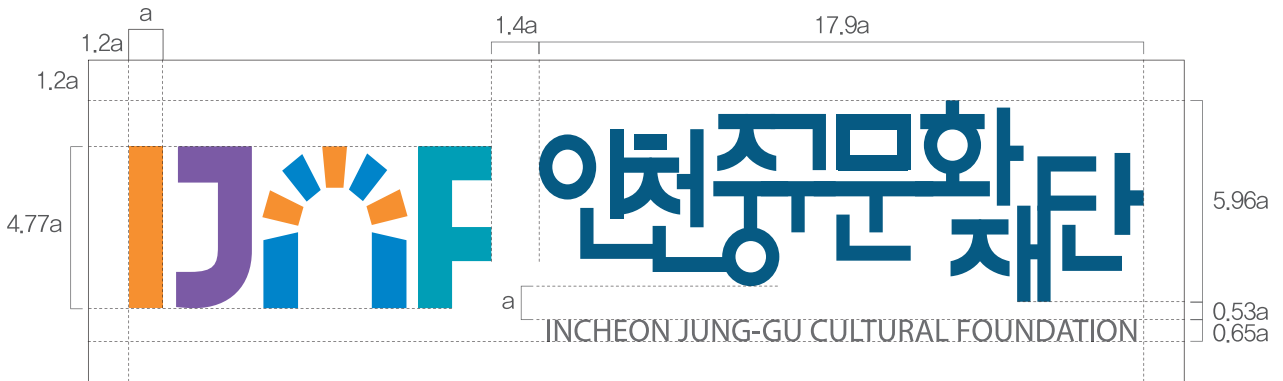 a
1.4a
17.9a
1.2a
1.2a
IJ F
인천중구문화재단
4.77a
5.96a
a
0.53a
INCHEON JUNG-GU CULTURAL FOUNDATION
0.65a